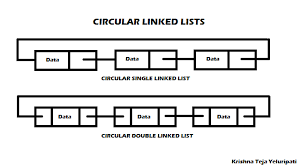 CIRCULAR LINKED LISTS
Data Data Data
CIRCULAR SINGLE LINKED LIST
Data Data Data
CIRCULAR DOUBLE LINKED LIST
Krishna Teja Yeluripati